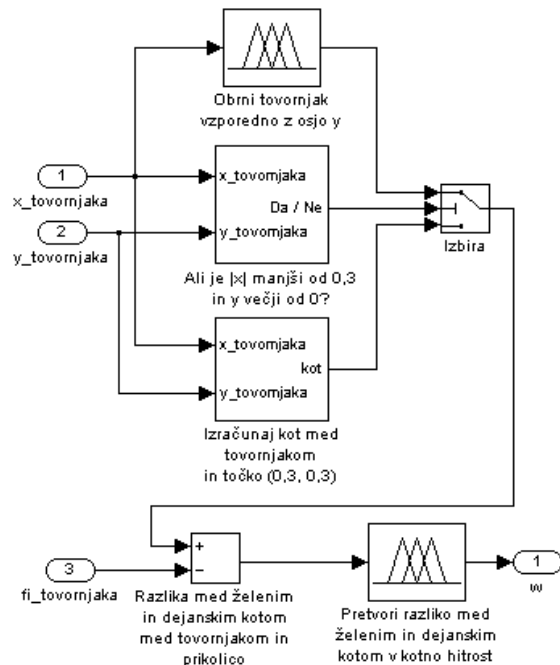 Obrni tovornjak
vzporedno z osjo y
1
x_tovornjaka
2
y_tovornjaka
x_tovornjaka
Da / Ne
y_tovornjaka
Ali je |x| manjši od 0,3
in y večji od 0?
Izbira
x_tovornjaka
kot
y_tovornjaka
Izračunaj kot med
tovornjakom
in točko (0,3, 0,3)
3
fi_tovornjaka
+
−
Razlika med želenim
in dejanskim kotom
med tovornjakom in
prikolico
Pretvori razliko med
želenim in dejanskim
kotom v kotno hitrost
1
w